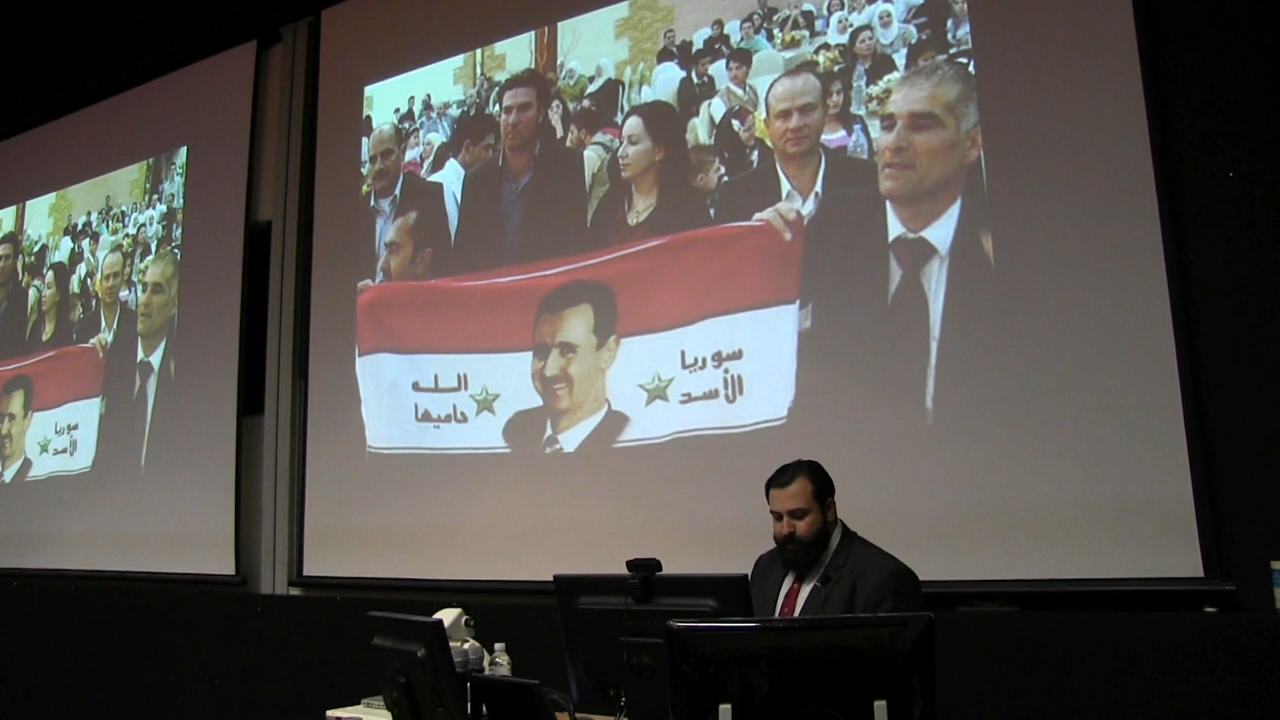 سوريا
الأسد
الله
حاميها
سوريا
الأسد